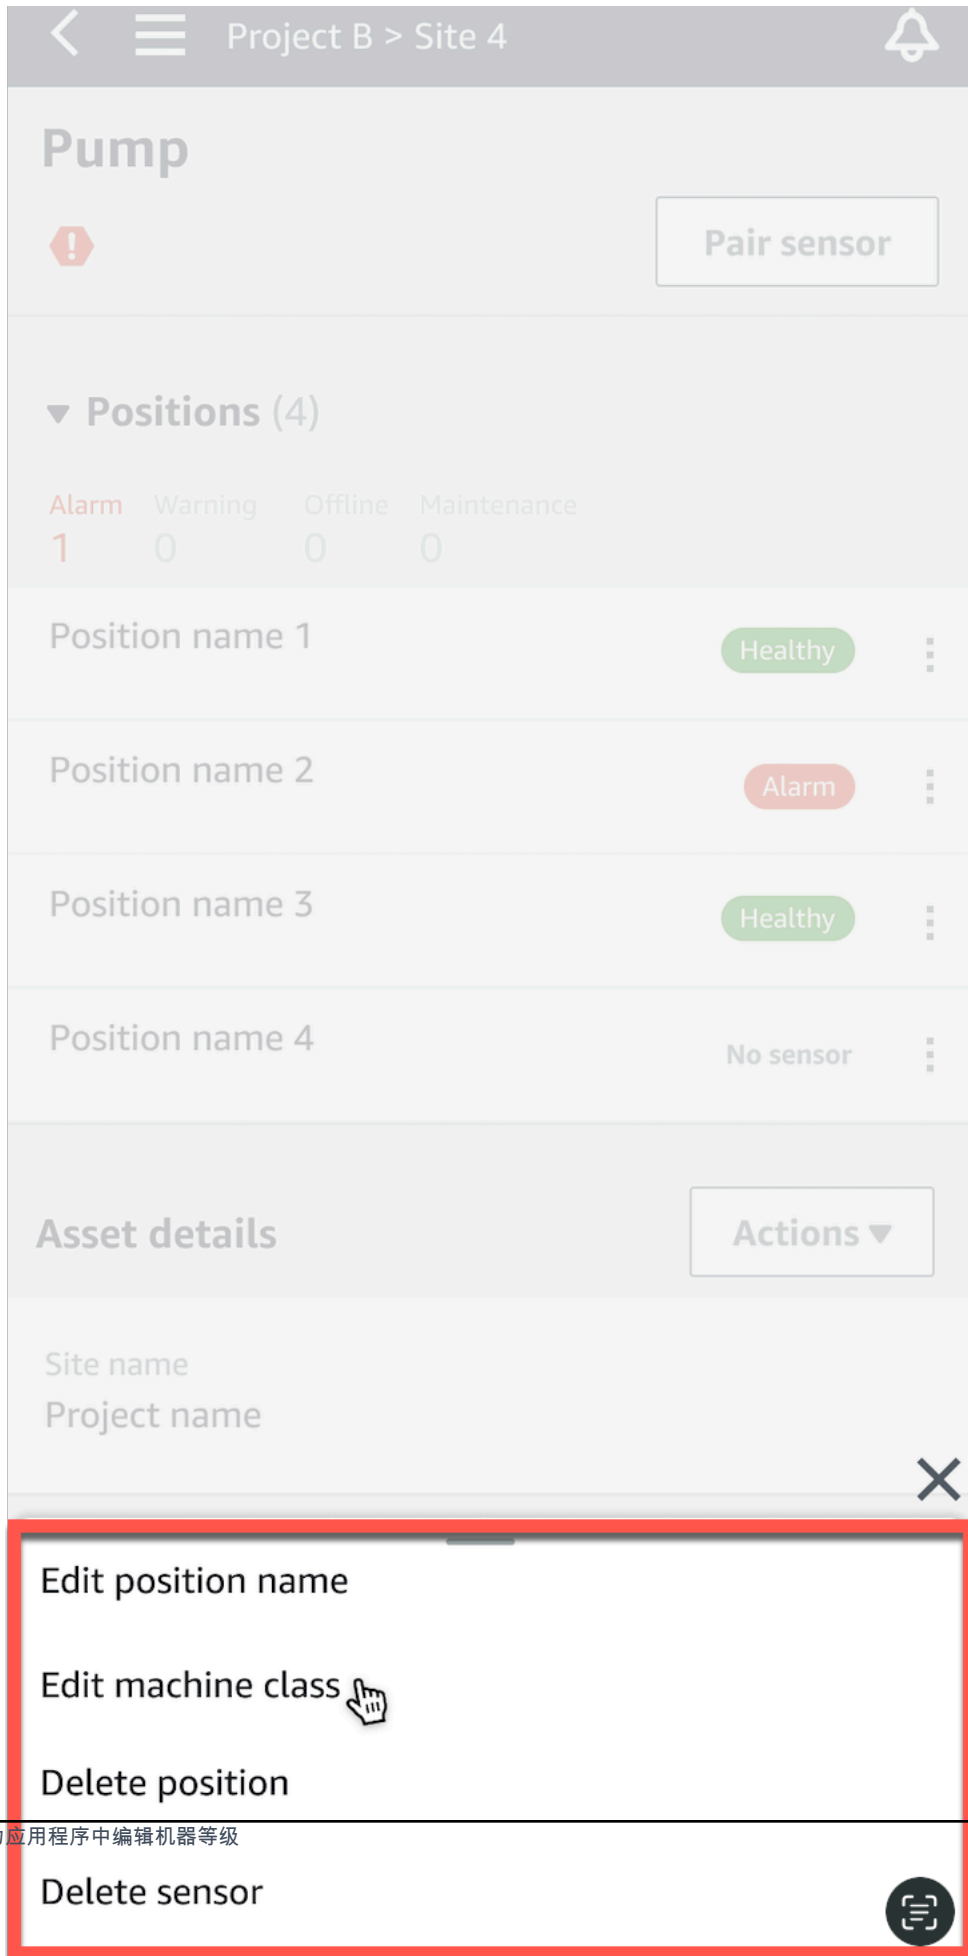 Project B > Site 4
Pump
Pair sensor
Positions (4)
Alarm Warning Offline Maintenance
1 0 0 0
Position name 1 Healthy
Position name 2 Alarm
Position name 3 Healthy
Position name 4 No sensor
Asset details Actions
Site name
Project name
Edit position name
Edit machine class
Delete position
应用程序中编辑机器等级
Delete sensor